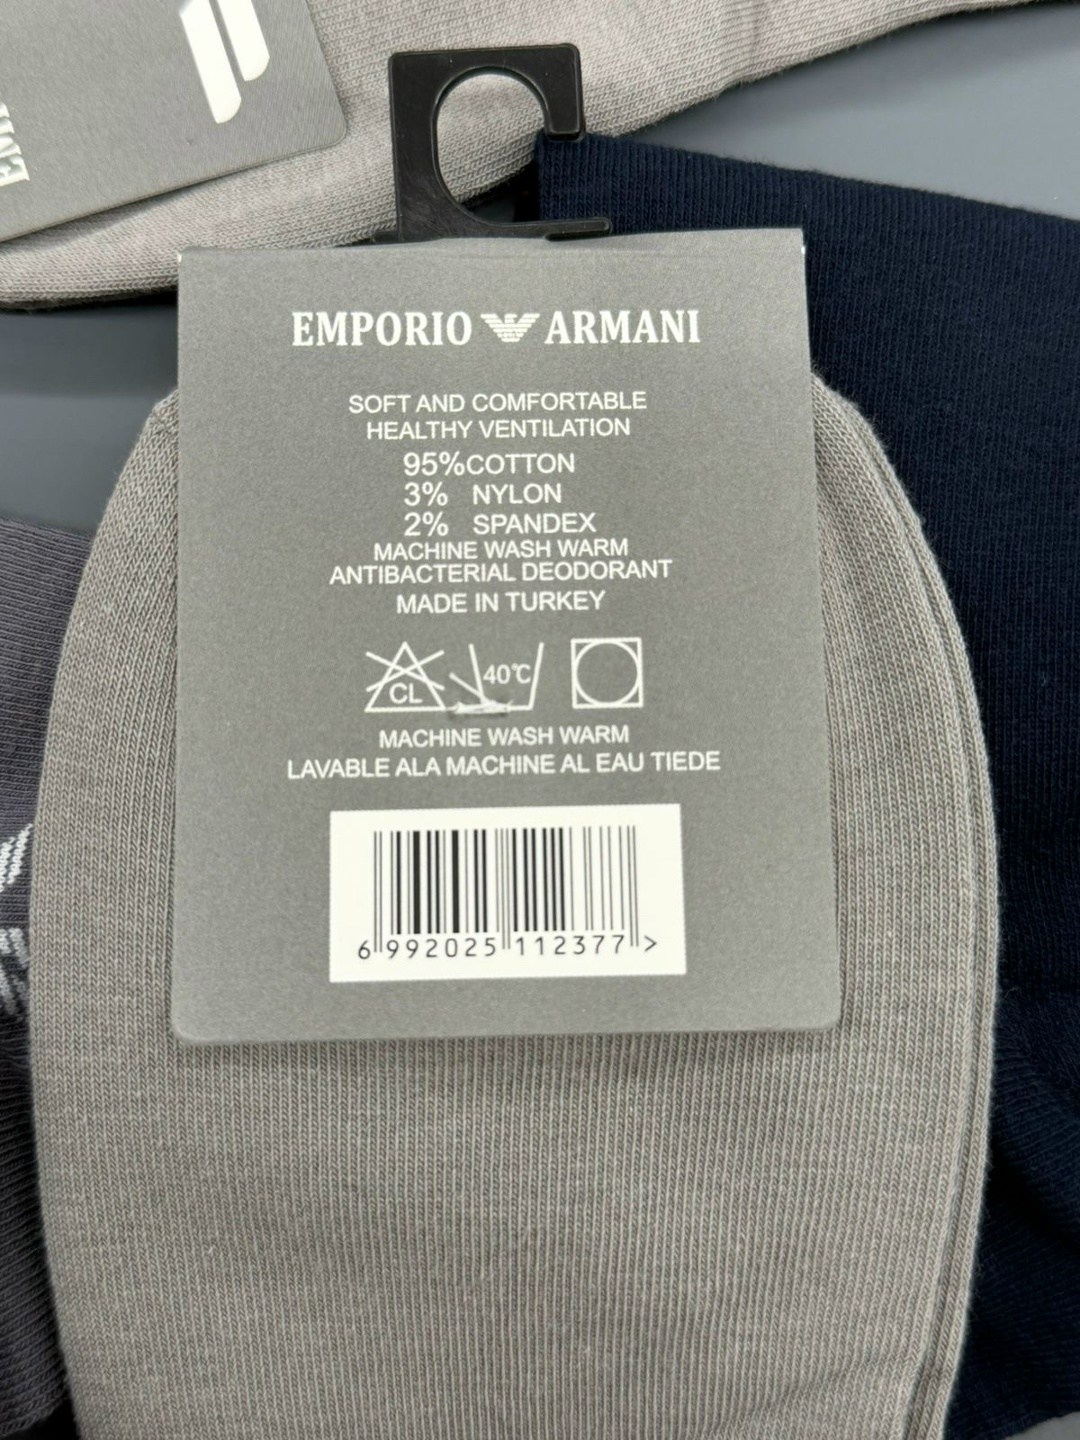 EMPORIO ARMANI
SOFT AND COMFORTABLE
HEALTHY VENTILATION
95%COTTON
3% NYLON
2% SPANDEX
MACHINE WASH WARM
ANTIBACTERIAL DEODORANT
MADE IN TURKEY
CL 40℃
MACHINE WASH WARM
LAVABLE ALA MACHINE AL EAU TIEDE
6 992025 112377 >